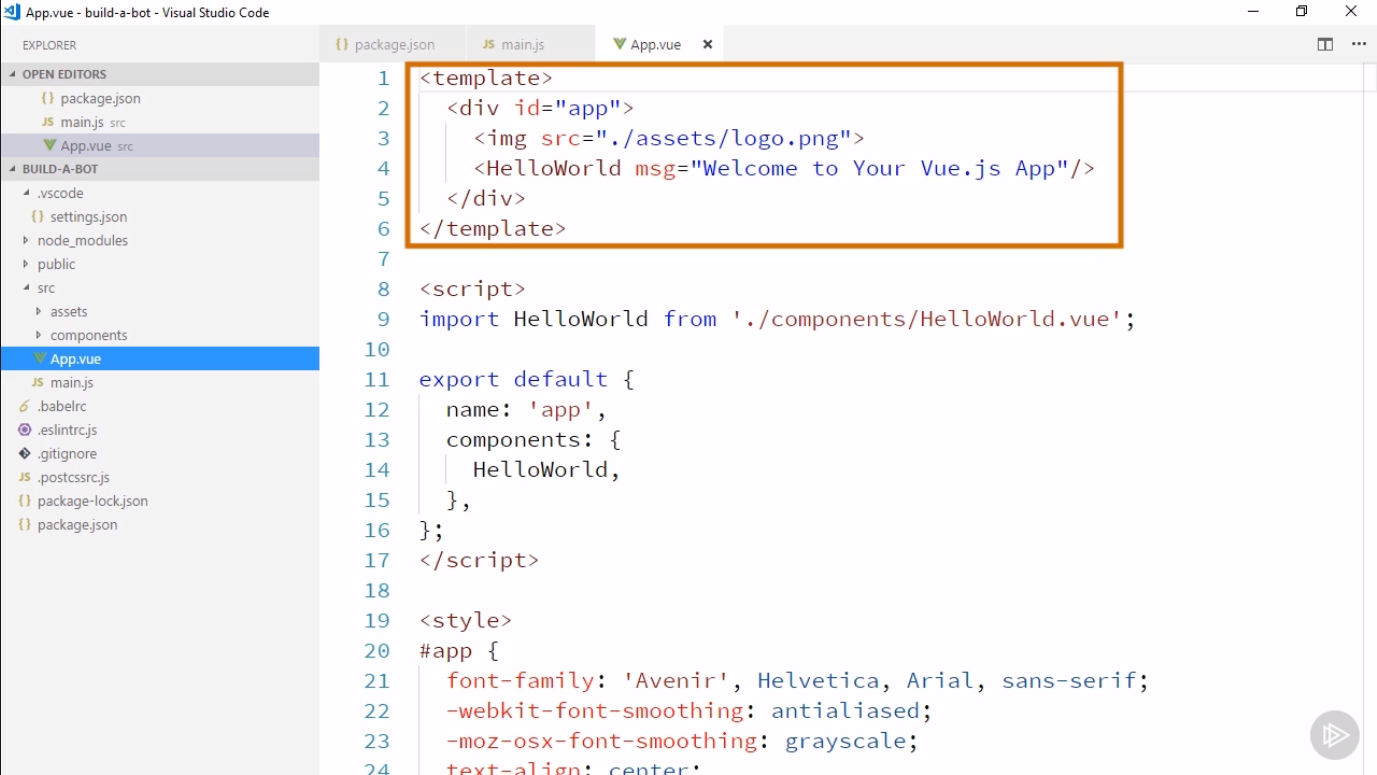 App.vue - build-a-bot - Visual Studio Code
EXPLORER
OPEN EDITORS
{} package.json
JS main.js src
App.vue src
BUILD-A-BOT
.vscode
{} settings.json
node_modules
public
src
assets
components
App.vue
JS main.js
.babelrc
.eslintrc.js
.gitignore
JS .postcssrc.js
{} package-lock.json
{} package.json
{} package.json JS main.js App.vue
1 <template>
2 <div id="app">
3 <img src="./assets/logo.png">
4 <HelloWorld msg="Welcome to Your Vue.js App"/>
5 </div>
6 </template>
7
8 <script>
9 import HelloWorld from './components/HelloWorld.vue';
10
11 export default {
12 name: 'app',
13 components: {
14 HelloWorld,
15 },
16 };
17 </script>
18
19 <style>
20 #app {
21 font-family: 'Avenir', Helvetica, Arial, sans-serif;
22 -webkit-font-smoothing: antialiased;
23 -moz-osx-font-smoothing: grayscale;
24 text-align: center;